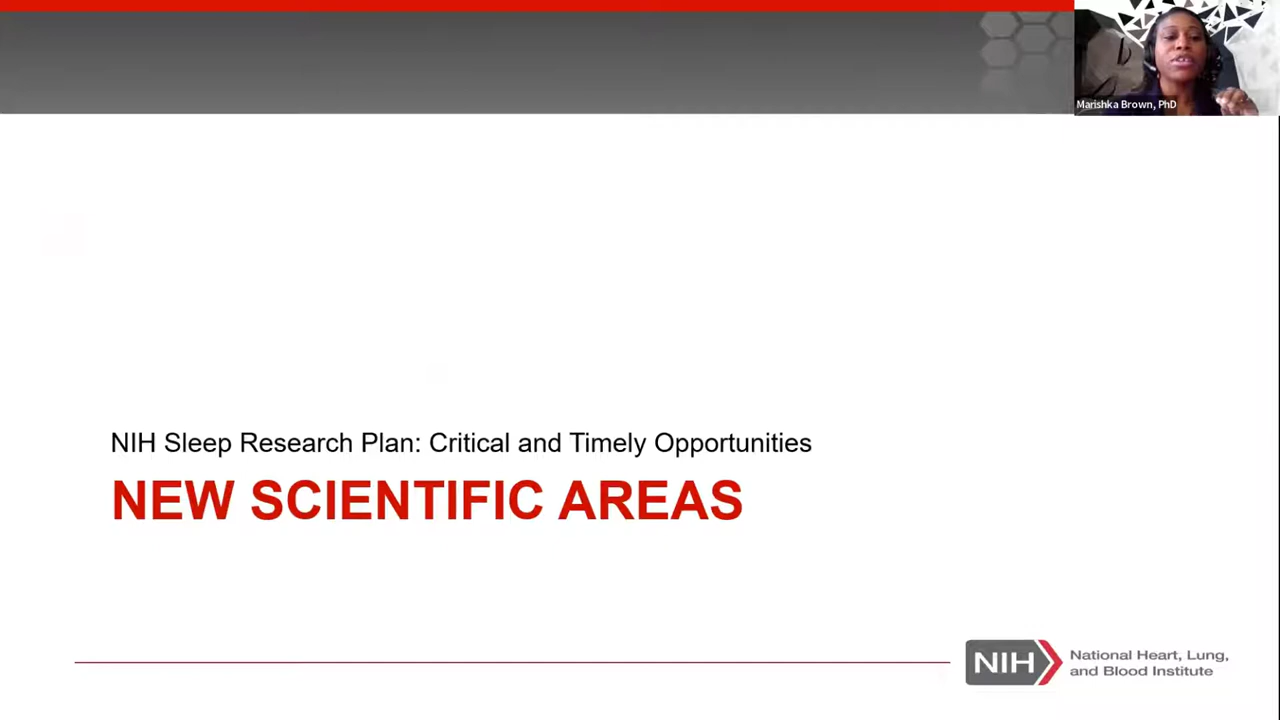 Marishka Brown, PhD
NIH Sleep Research Plan: Critical and Timely Opportunities
NEW SCIENTIFIC AREAS
NIH
National Heart, Lung,
and Blood Institute